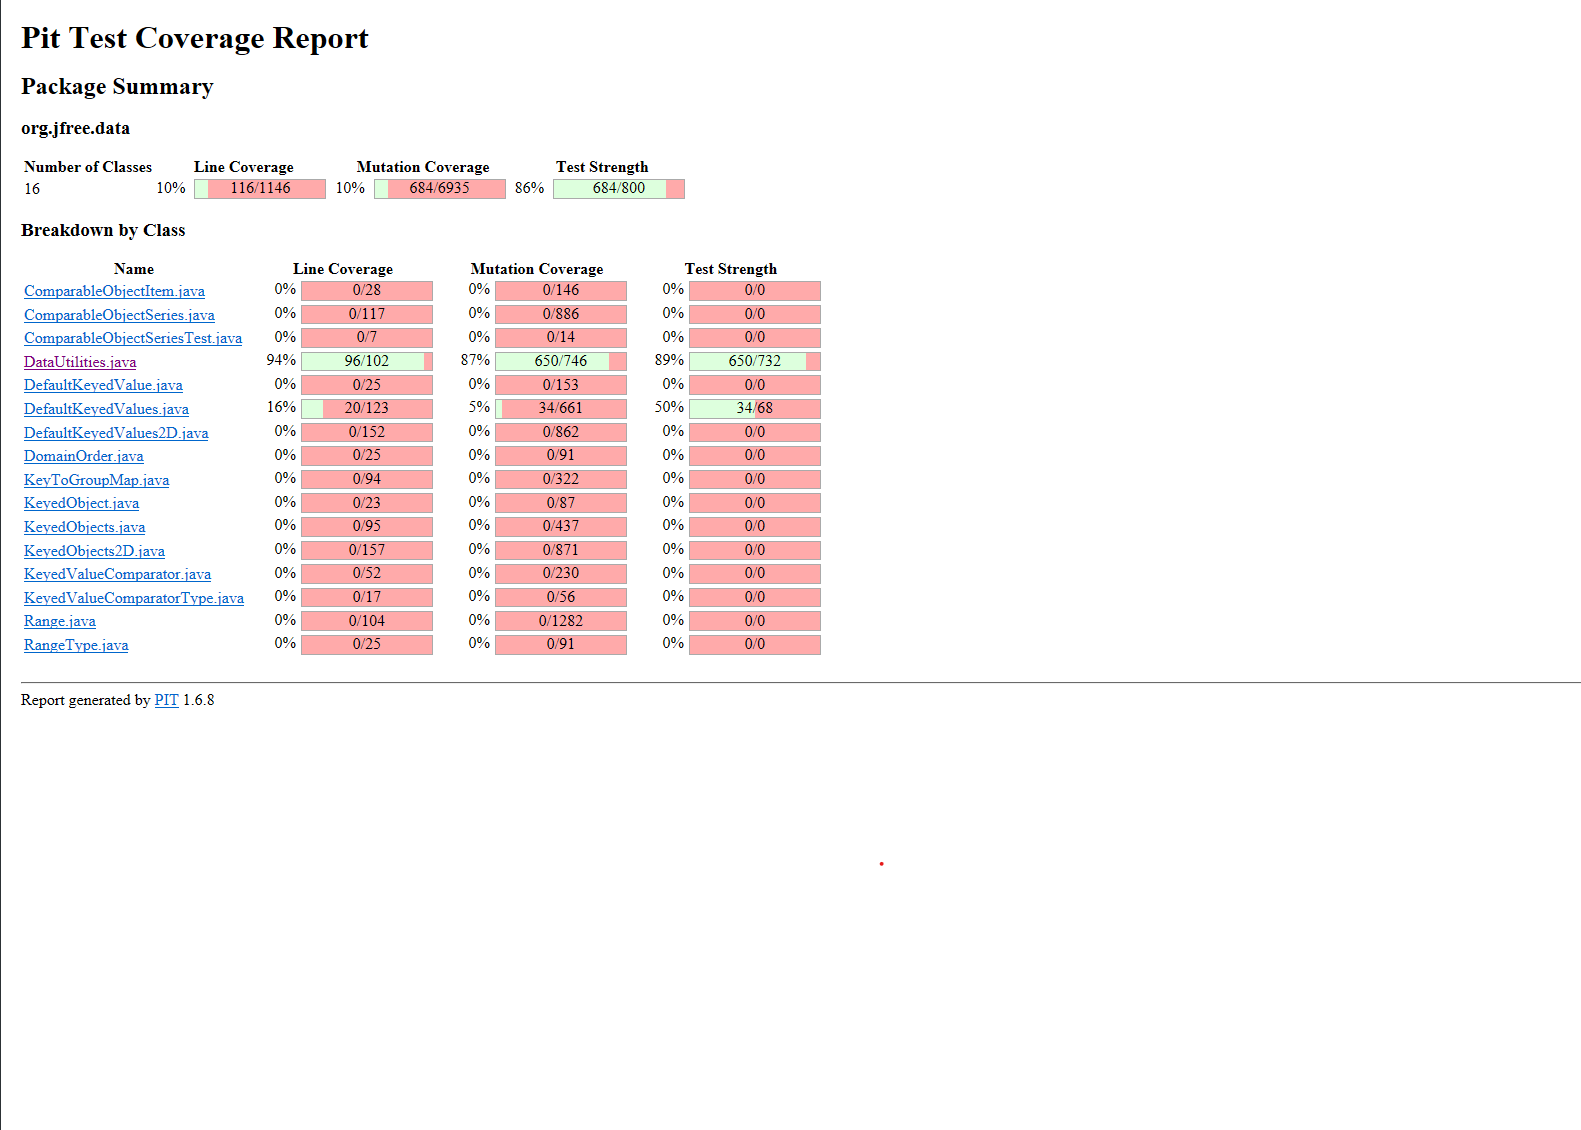 Pit Test Coverage Report
Package Summary
org.jfree.data
Number of Classes Line Coverage Mutation Coverage Test Strength
16 10% 116/1146 10% 684/6935 86% 684/800
Breakdown by Class
Name Line Coverage Mutation Coverage Test Strength
ComparableObjectItem.java 0% 0/28 0% 0/146 0% 0/0
ComparableObjectSeries.java 0% 0/117 0% 0/886 0% 0/0
ComparableObjectSeriesTest.java 0% 0/7 0% 0/14 0% 0/0
DataUtilities.java 94% 96/102 87% 650/746 89% 650/732
DefaultKeyedValue.java 0% 0/25 0% 0/153 0% 0/0
DefaultKeyedValues.java 16% 20/123 5% 34/661 50% 34/68
DefaultKeyedValues2D.java 0% 0/152 0% 0/862 0% 0/0
DomainOrder.java 0% 0/25 0% 0/91 0% 0/0
KeyToGroupMap.java 0% 0/94 0% 0/322 0% 0/0
KeyedObject.java 0% 0/23 0% 0/87 0% 0/0
KeyedObjects.java 0% 0/95 0% 0/437 0% 0/0
KeyedObjects2D.java 0% 0/157 0% 0/871 0% 0/0
KeyedValueComparator.java 0% 0/52 0% 0/230 0% 0/0
KeyedValueComparatorType.java 0% 0/17 0% 0/56 0% 0/0
Range.java 0% 0/104 0% 0/1282 0% 0/0
RangeType.java 0% 0/25 0% 0/91 0% 0/0
Report generated by PIT 1.6.8